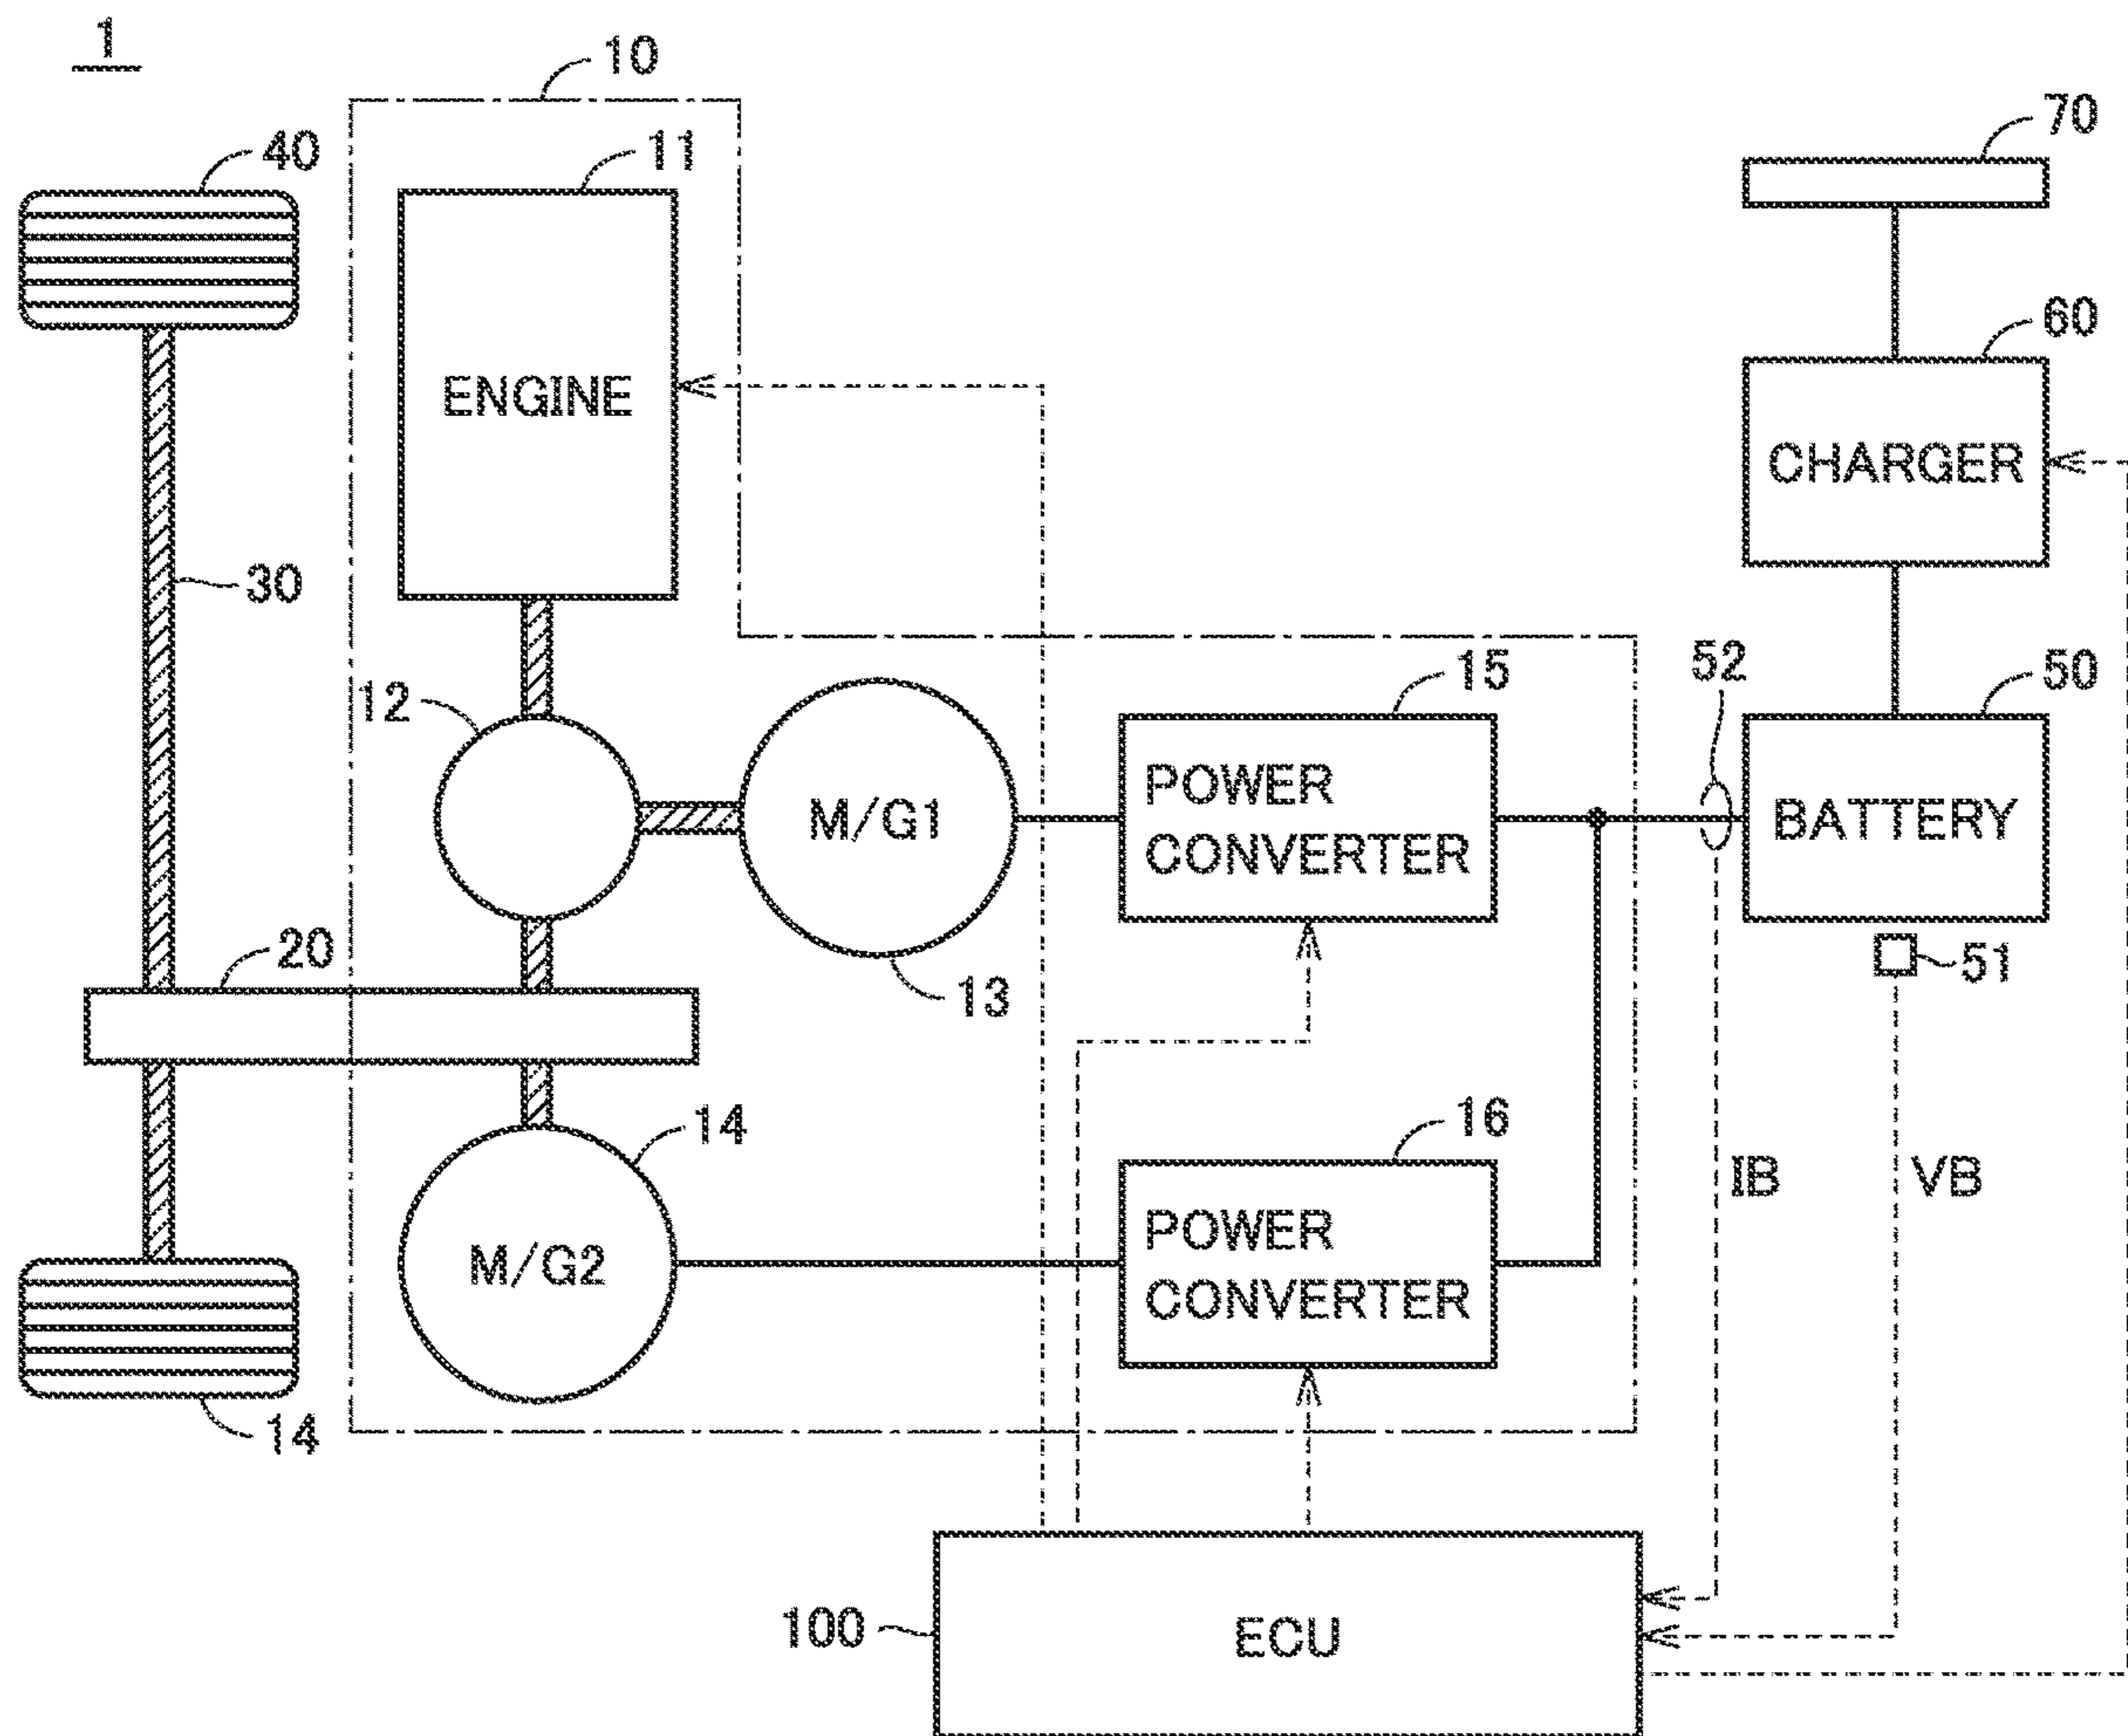 1
10
40
11
70
ENGINE
60
CHARGER
30
12
M/G1
13
15
POWER
CONVERTER
52
50
BATTERY
51
20
14
M/G2
16
POWER
CONVERTER
IB
VB
14
100
ECU